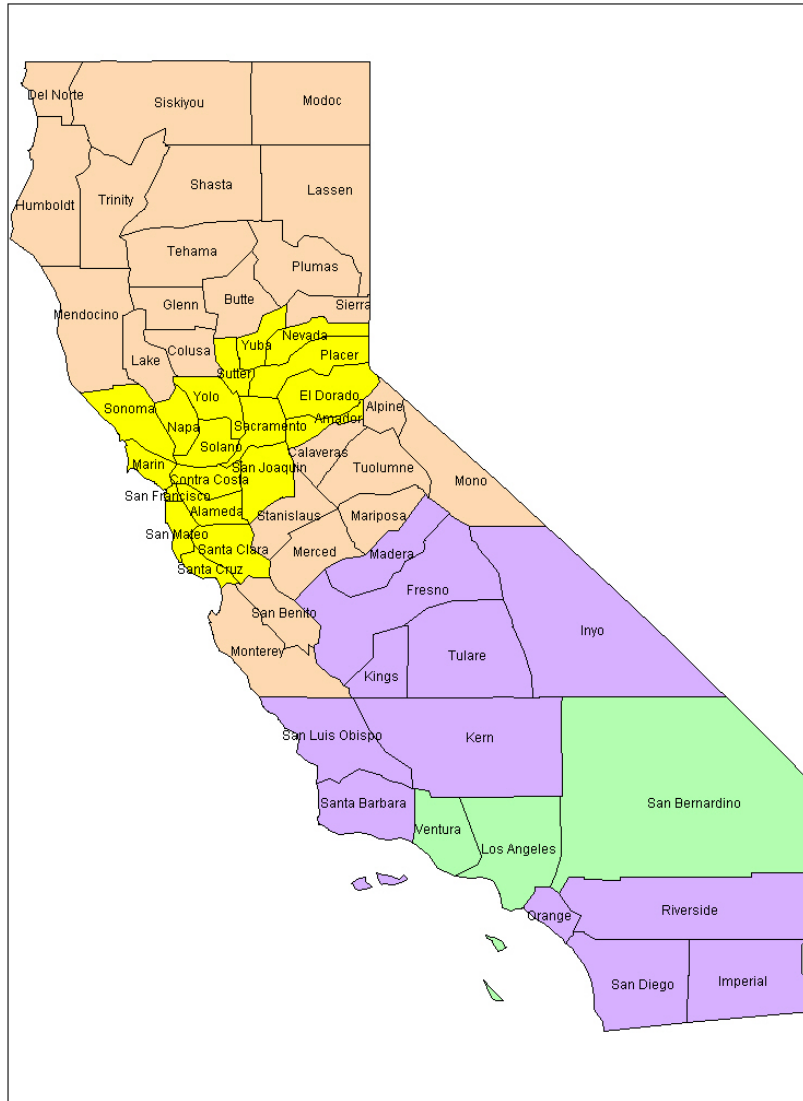 Del Norte
Siskiyou
Modoc
Humboldt
Trinity
Shasta
Lassen
Tehama
Plumas
Mendocino
Glenn
Butte
Sierra
Lake
Colusa
Yuba
Nevada
Sutter
Placer
Sonoma
Yolo
El Dorado
Napa
Sacramento
Amador
Alpine
Solano
Marin
Contra Costa
San Joaquin
Calaveras
Tuolumne
Mono
San Francisco
Alameda
Stanislaus
Mariposa
San Mateo
Santa Clara
Merced
Madera
Santa Cruz
Fresno
San Benito
Inyo
Monterey
Kings
Tulare
San Luis Obispo
Kern
Santa Barbara
San Bernardino
Ventura
Los Angeles
Orange
Riverside
San Diego
Imperial